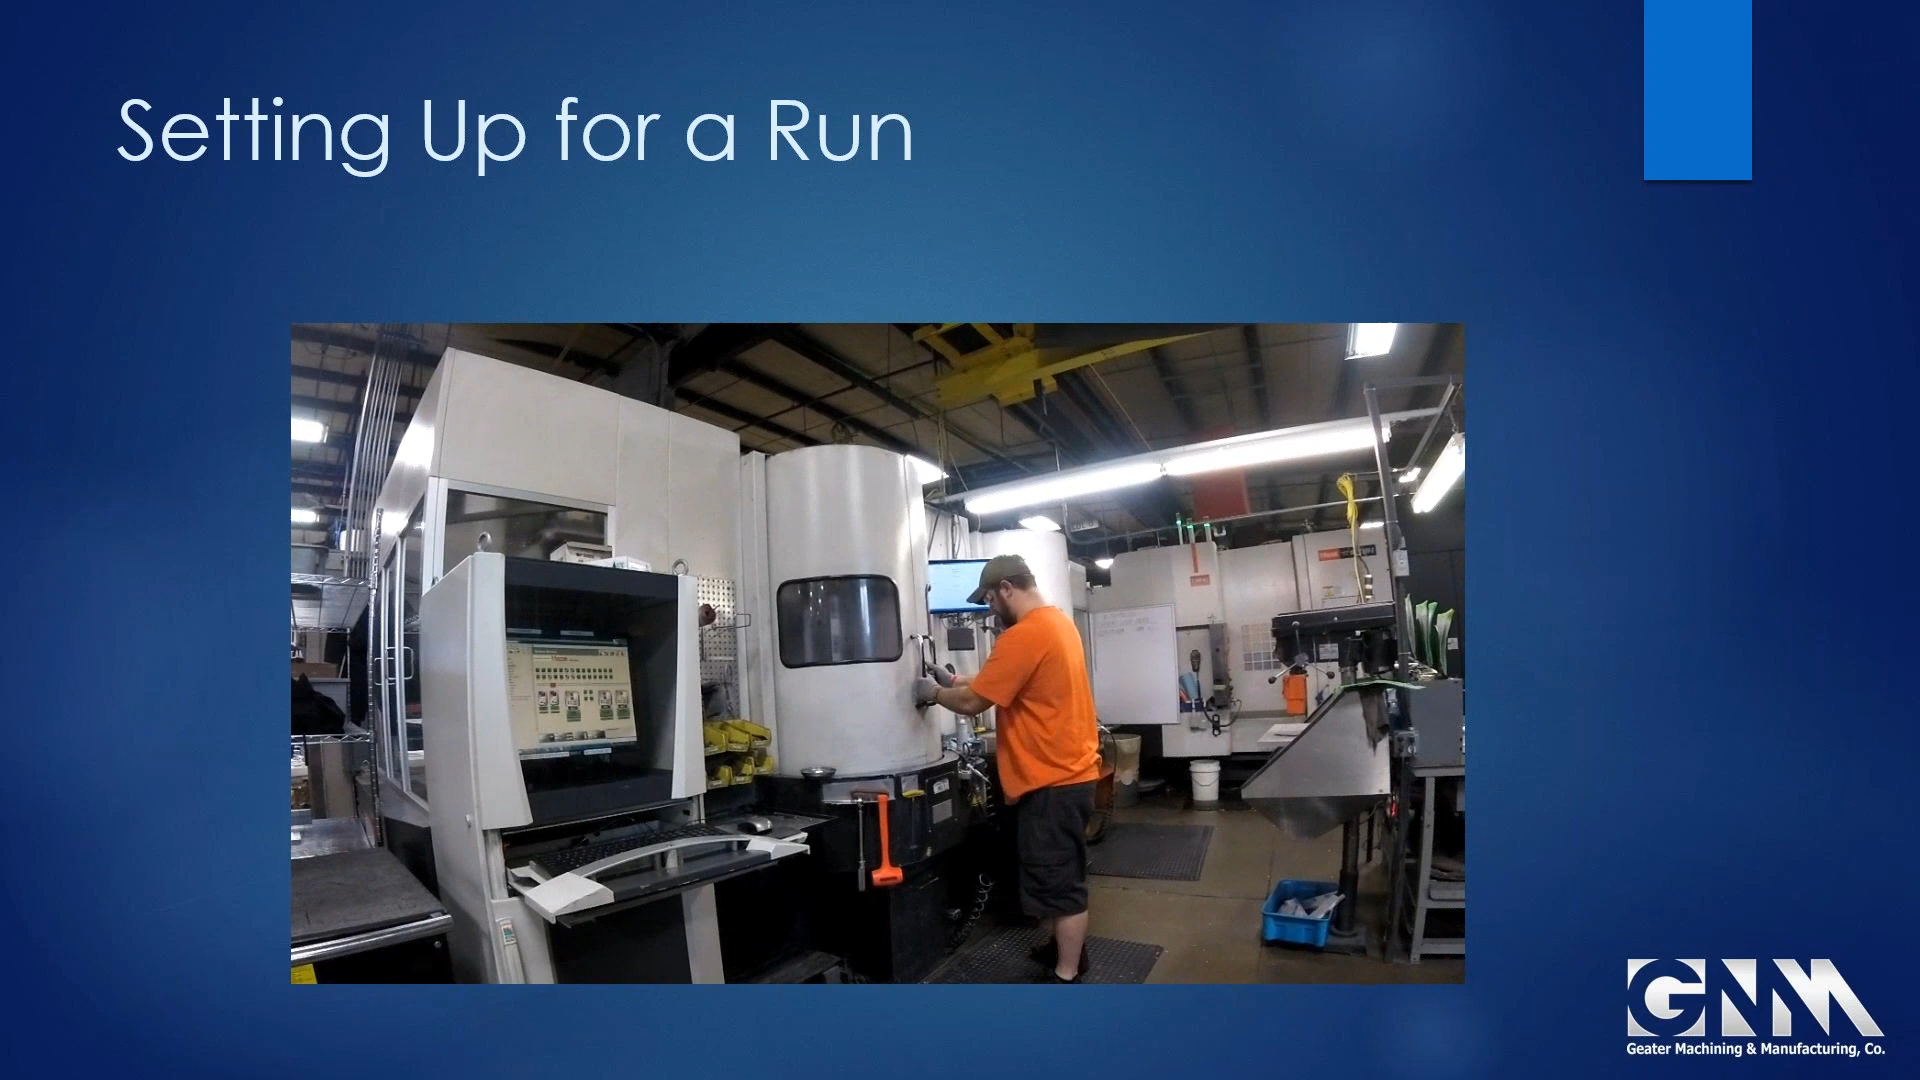 Setting Up for a Run
GMM
Geater Machining & Manufacturing, Co.